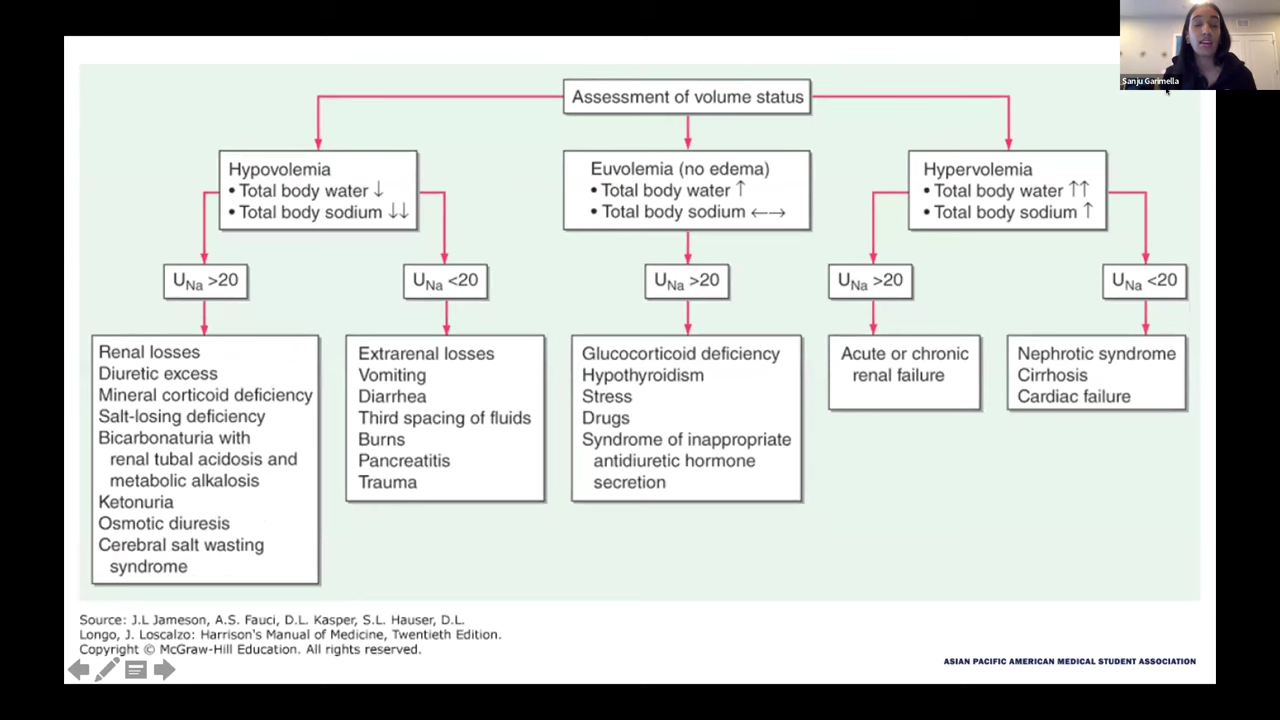 Sanju Garimella
Assessment of volume status
Hypovolemia
• Total body water ↓
• Total body sodium ↓↓
Euvolemia (no edema)
• Total body water ↑
• Total body sodium ←→
Hypervolemia
• Total body water ↑↑
• Total body sodium ↑
UNa >20
UNa <20
UNa >20
UNa >20
UNa <20
Renal losses
Diuretic excess
Mineral corticoid deficiency
Salt-losing deficiency
Bicarbonaturia with
renal tubal acidosis and
metabolic alkalosis
Ketonuria
Osmotic diuresis
Cerebral salt wasting
syndrome
Extrarenal losses
Vomiting
Diarrhea
Third spacing of fluids
Burns
Pancreatitis
Trauma
Glucocorticoid deficiency
Hypothyroidism
Stress
Drugs
Syndrome of inappropriate
antidiuretic hormone
secretion
Acute or chronic
renal failure
Nephrotic syndrome
Cirrhosis
Cardiac failure
Source: J.L Jameson, A.S. Fauci, D.L. Kasper, S.L. Hauser, D.L.
Longo, J. Loscalzo: Harrison's Manual of Medicine, Twentieth Edition.
Copyright © McGraw-Hill Education. All rights reserved.
ASIAN PACIFIC AMERICAN MEDICAL STUDENT ASSOCIATION